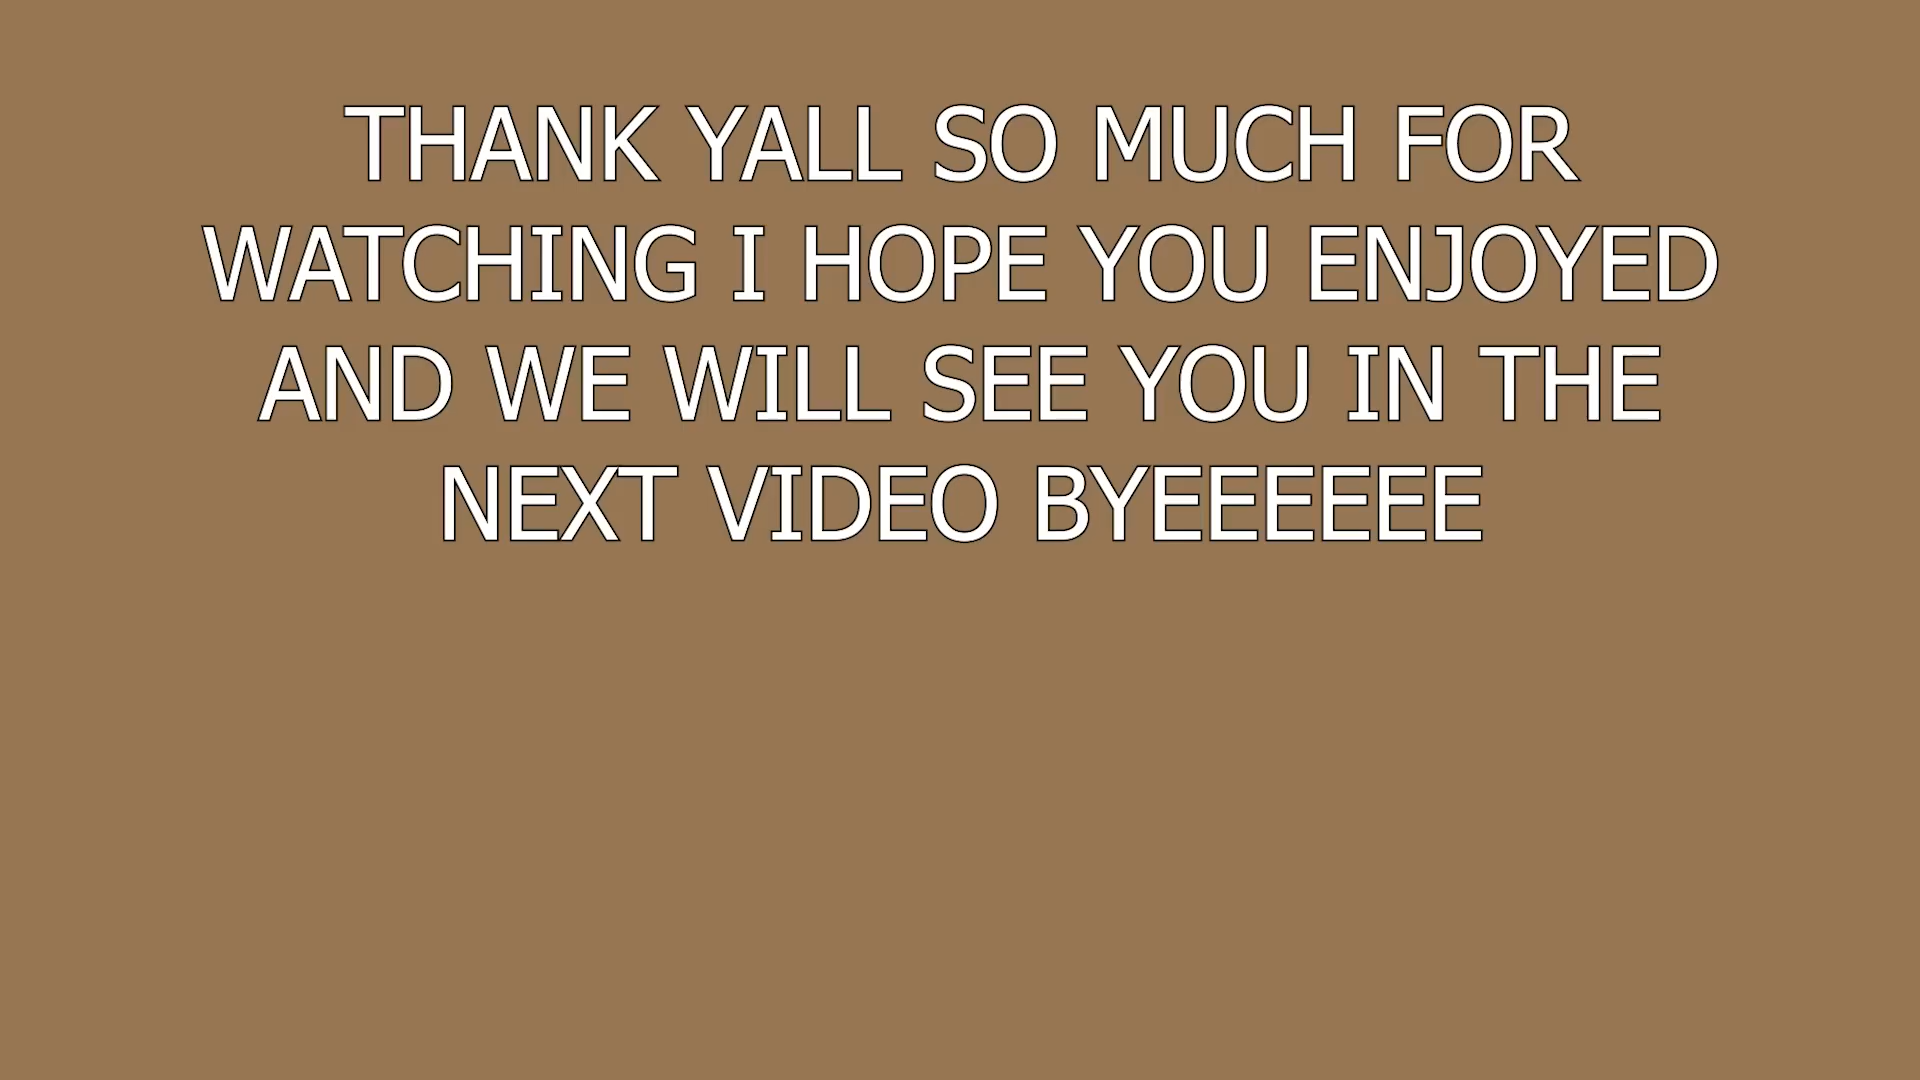 THANK YALL SO MUCH FOR
WATCHING I HOPE YOU ENJOYED
AND WE WILL SEE YOU IN THE
NEXT VIDEO BYEEEEEE